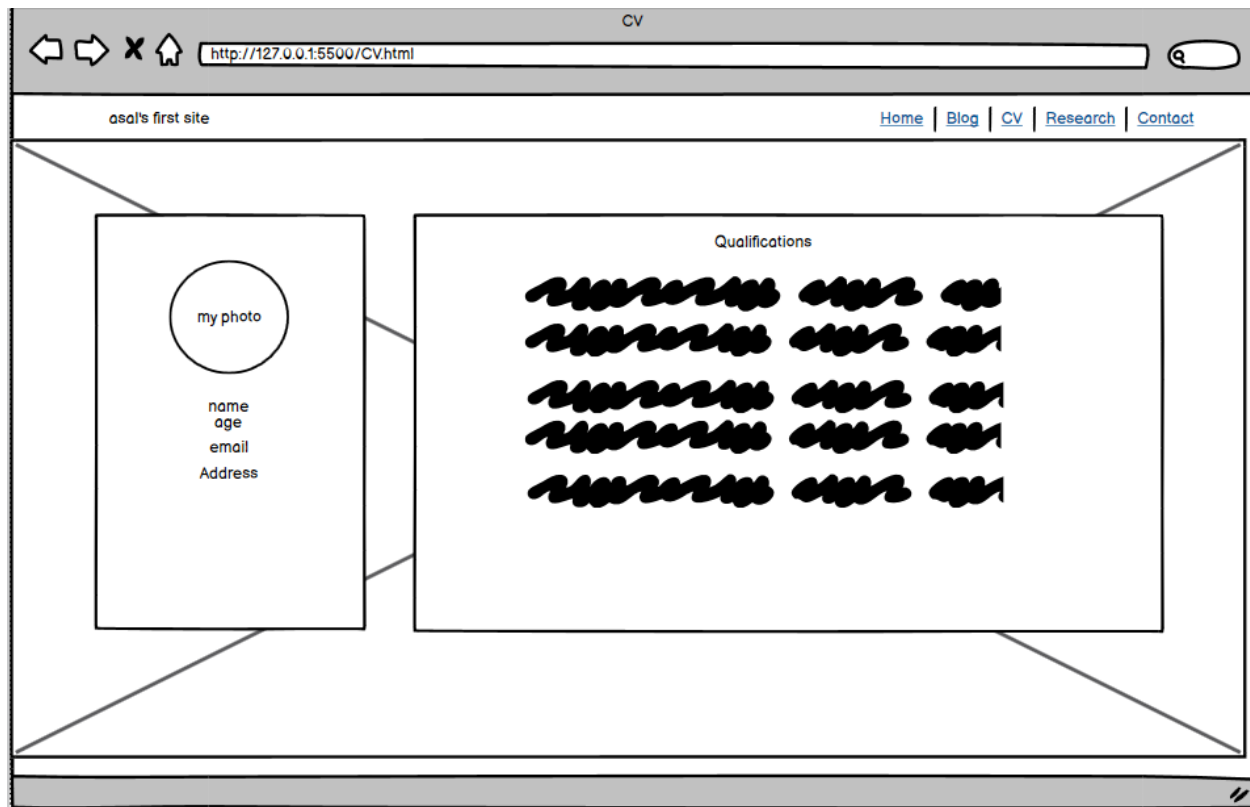 CV
http://127.0.0.1:5500/CV.html
asal's first site
Home | Blog | CV | Research | Contact
my photo
name
age
email
Address
Qualifications